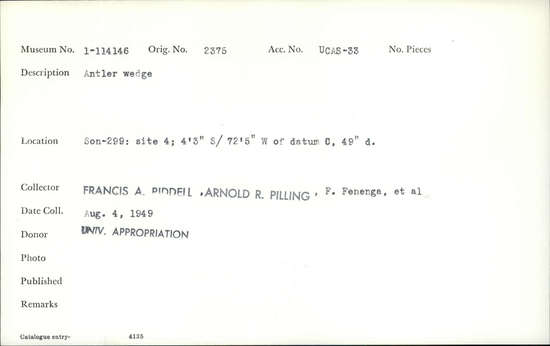 Museum No. 1-114146 Orig. No. 2375 Acc. No. UCAS-33 No. Pieces
Description Antler wedge
Location Son-299: site 4; 4'3" S/ 72'5" W of datum C, 49" d.
Collector FRANCIS A. RIDDELL , ARNOLD R. PILLING , F. Fenenga, et al
Date Coll. Aug. 4, 1949
Donor UNIV. APPROPRIATION
Photo
Published
Remarks
Catalogue entry- 4135